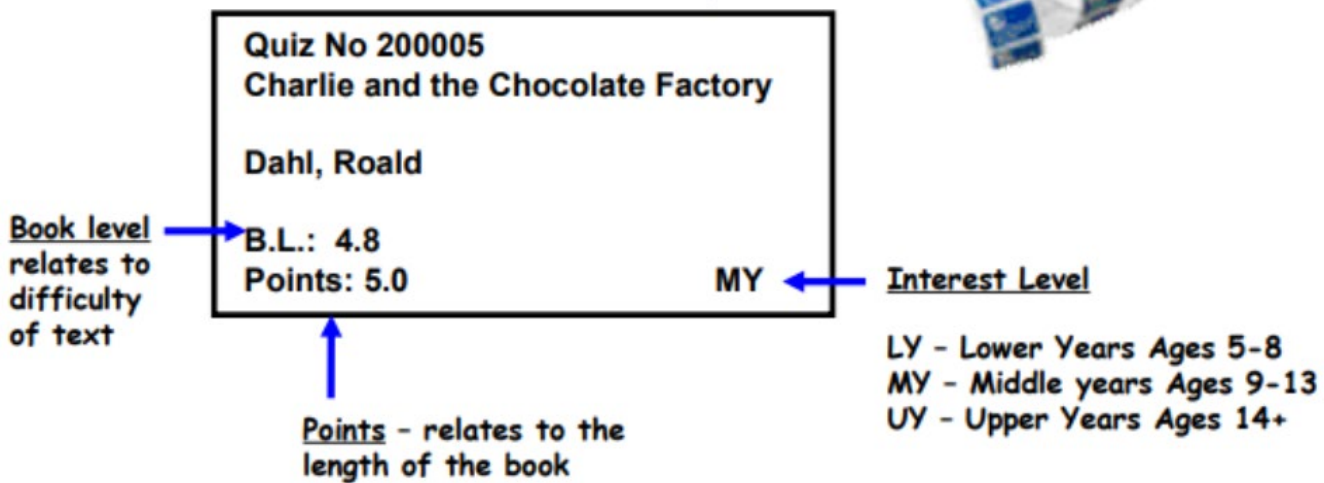 Quiz No 200005
Charlie and the Chocolate Factory
Dahl, Roald
B.L.: 4.8
Points: 5.0
MY
Book level
relates to
difficulty
of text
Points - relates to the
length of the book
Interest Level
LY - Lower Years Ages 5-8
MY - Middle years Ages 9-13
UY - Upper Years Ages 14+